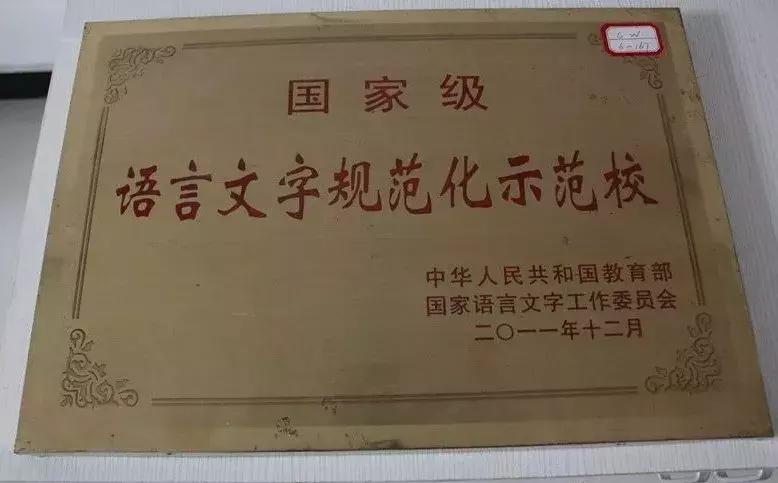 国家级
语言文字规范化示范校
中华人民共和国教育部
国家语言文字工作委员会
二〇一一年十二月